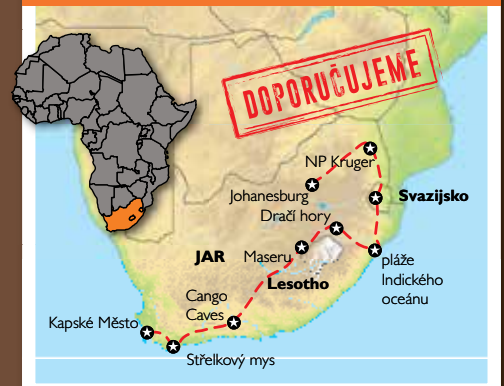 DOPORUČUJEME
NP Kruger
Johanesburg
Svazijsko
Dračí hory
JAR
Maseru
pláže
Indického
oceánu
Lesotho
Cango
Caves
Kapské Město
Střelkový mys